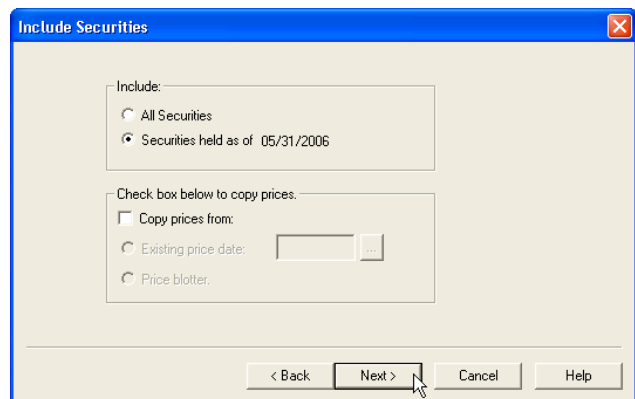 Include Securities
Include:
All Securities
Securities held as of 05/31/2006
Check box below to copy prices.
Copy prices from:
Existing price date:
...
Price blotter.
< Back
Next >
Cancel
Help